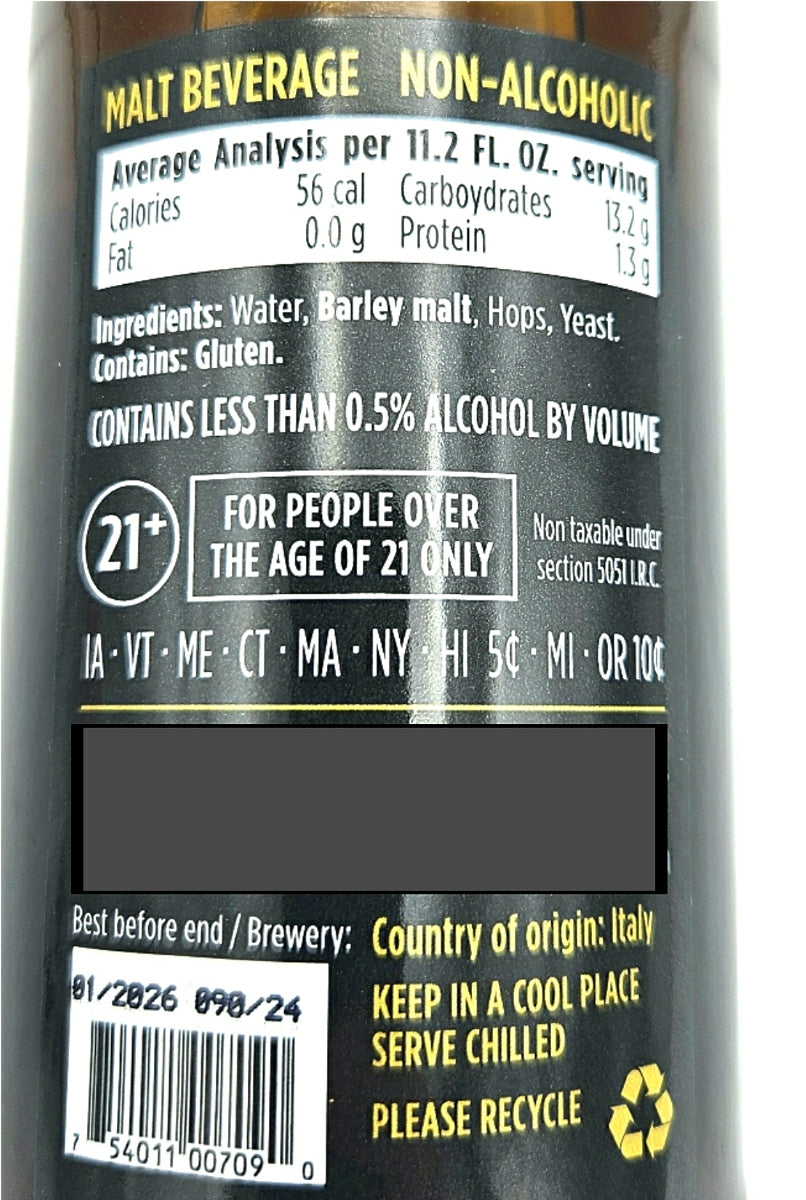 MALT BEVERAGE NON-ALCOHOLIC
Average Analysis per 11.2 FL. OZ. serving
Calories 56 cal Carboydrates 13.2 g
Fat 0.0 g Protein 1.3 g
Ingredients: Water, Barley malt, Hops, Yeast.
Contains: Gluten.
CONTAINS LESS THAN 0.5% ALCOHOL BY VOLUME
21+
FOR PEOPLE OVER
THE AGE OF 21 ONLY
Non taxable under
section 5051 I.R.C.
IA · VT · ME · CT · MA · NY · HI 5¢ · MI · OR 10¢
Best before end / Brewery:
01/2026 090/24
7 54011 00709 0
Country of origin: Italy
KEEP IN A COOL PLACE
SERVE CHILLED
PLEASE RECYCLE